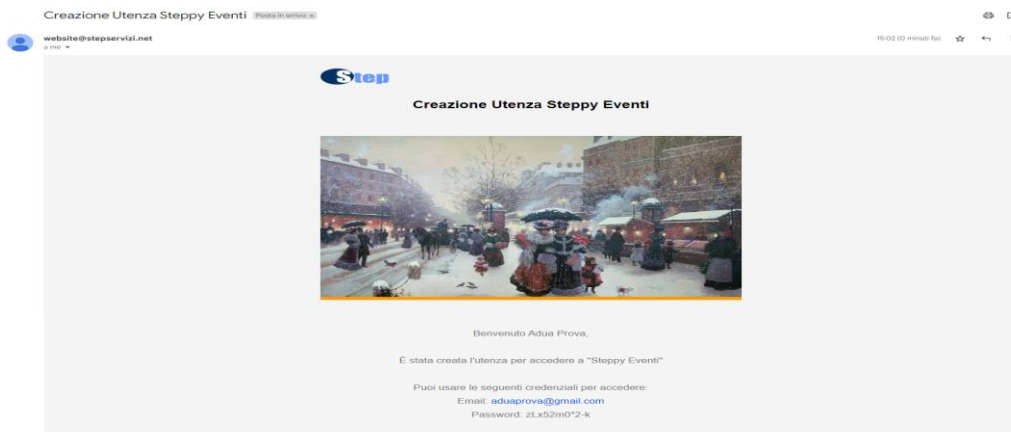 Creazione Utenza Steppy Eventi Posta in arrivo ×
website@stepservizi.net 15:02 (0 minuti fa)
a me
Step
Creazione Utenza Steppy Eventi
Benvenuto Adua Prova,
È stata creata l'utenza per accedere a "Steppy Eventi"
Puoi usare le seguenti credenziali per accedere:
Email: aduaprova@gmail.com
Password: zLx52m0^2-k